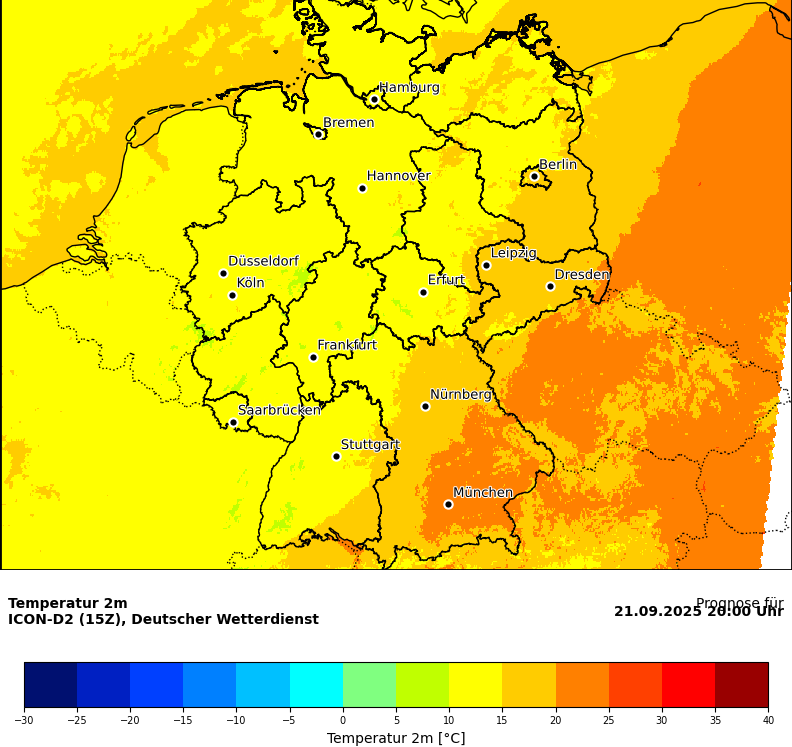 Hamburg
Bremen
Berlin
Hannover
Leipzig
Düsseldorf
Dresden
Köln
Erfurt
Frankfurt
Nürnberg
Saarbrücken
Stuttgart
München
Temperatur 2m
Prognose für
ICON-D2 (15Z), Deutscher Wetterdienst
21.09.2025 20:00 Uhr
−30 −25 −20 −15 −10 −5 0 5 10 15 20 25 30 35 40
Temperatur 2m [°C]